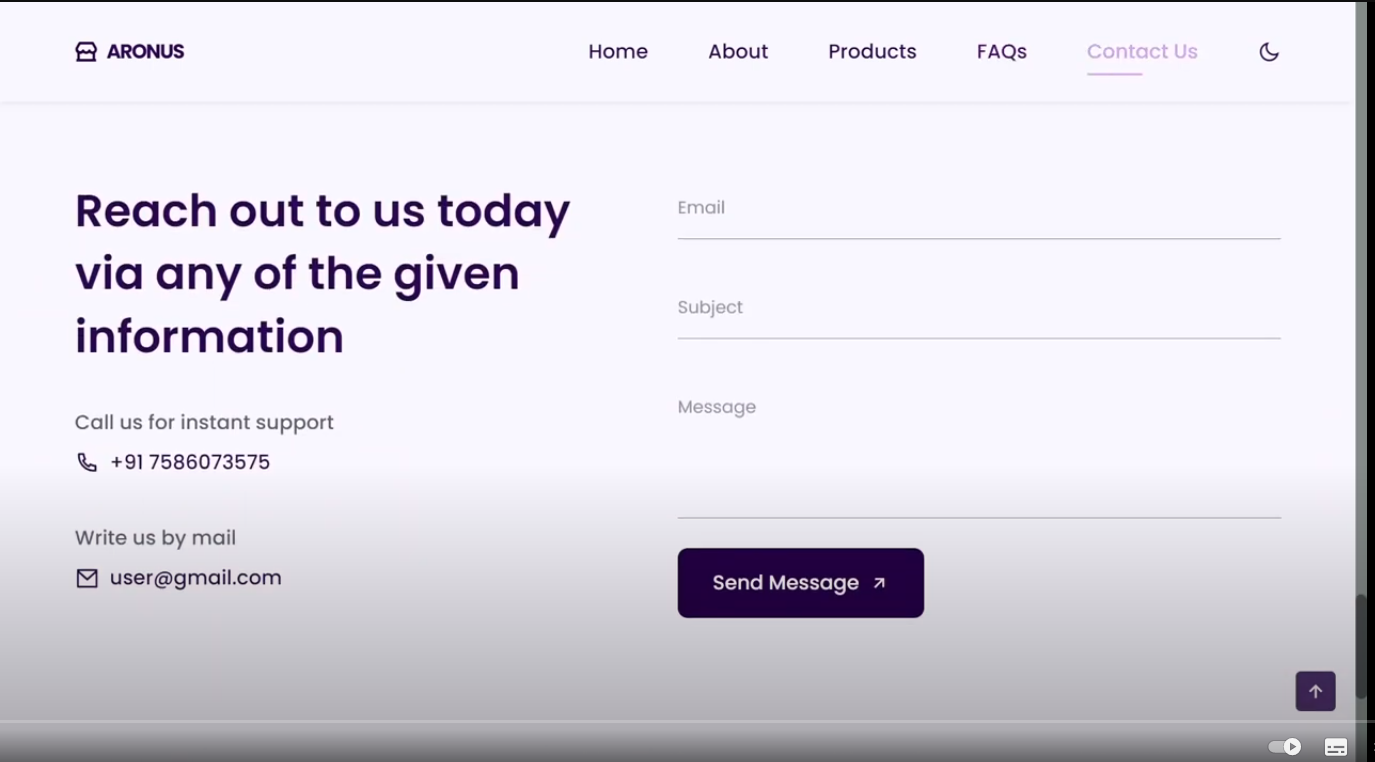 ARONUS
Home About Products FAQs Contact Us
Reach out to us today
via any of the given
information
Call us for instant support
+91 7586073575
Write us by mail
user@gmail.com
Email
Subject
Message
Send Message